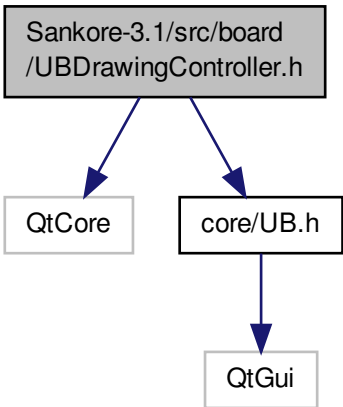 Sankore-3.1/src/board
/UBDrawingController.h
QtCore
core/UB.h
QtGui